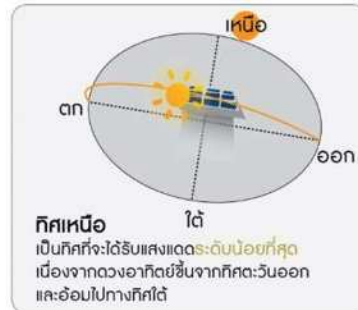 เหนือ
ตก
ออก
ใต้
ทิศเหนือ
เป็นทิศที่จะได้รับแสงแดดระดับน้อยที่สุด
เนื่องจากดวงอาทิตย์ขึ้นจากทิศตะวันออก
และอ้อมไปทางทิศใต้